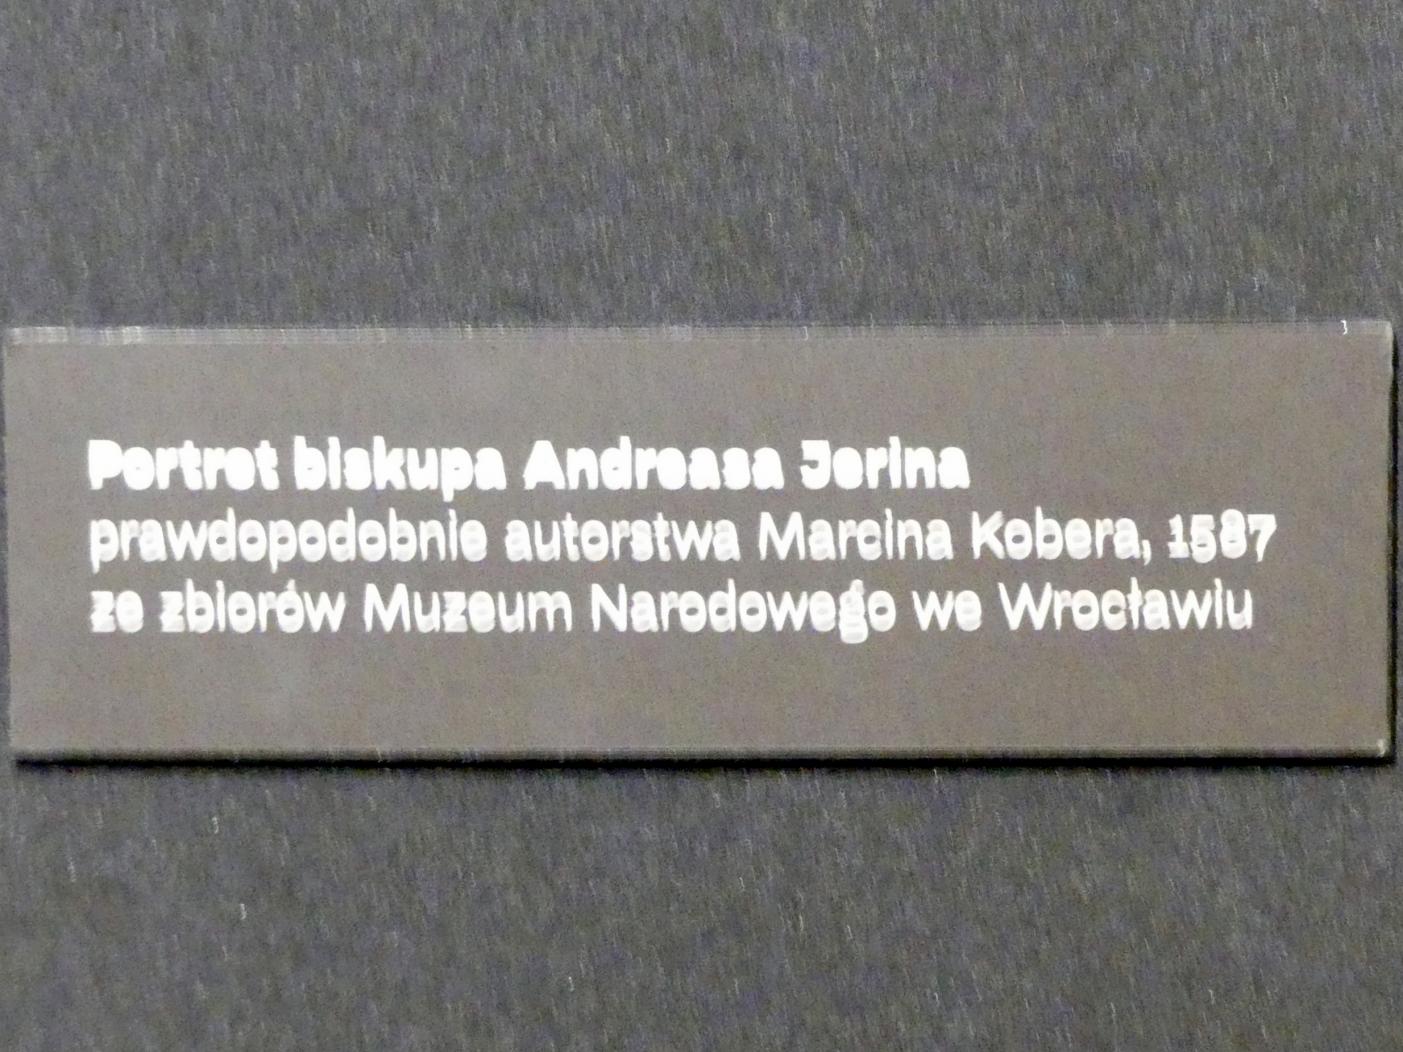 Portret biskupa Andreasa Jerina
prawdopodobnie autorstwa Marcina Kobera, 1587
ze zbiorów Muzeum Narodowego we Wrocławiu